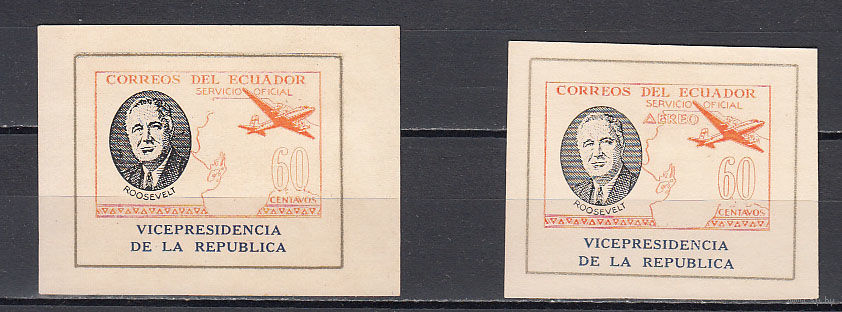 CORREOS DEL ECUADOR
SERVICIO OFICIAL
60
CENTAVOS
ROOSEVELT
VICEPRESIDENCIA
DE LA REPUBLICA
CORREOS DEL ECUADOR
SERVICIO OFICIAL
AEREO
60
CENTAVOS
ROOSEVELT
VICEPRESIDENCIA
DE LA REPUBLICA